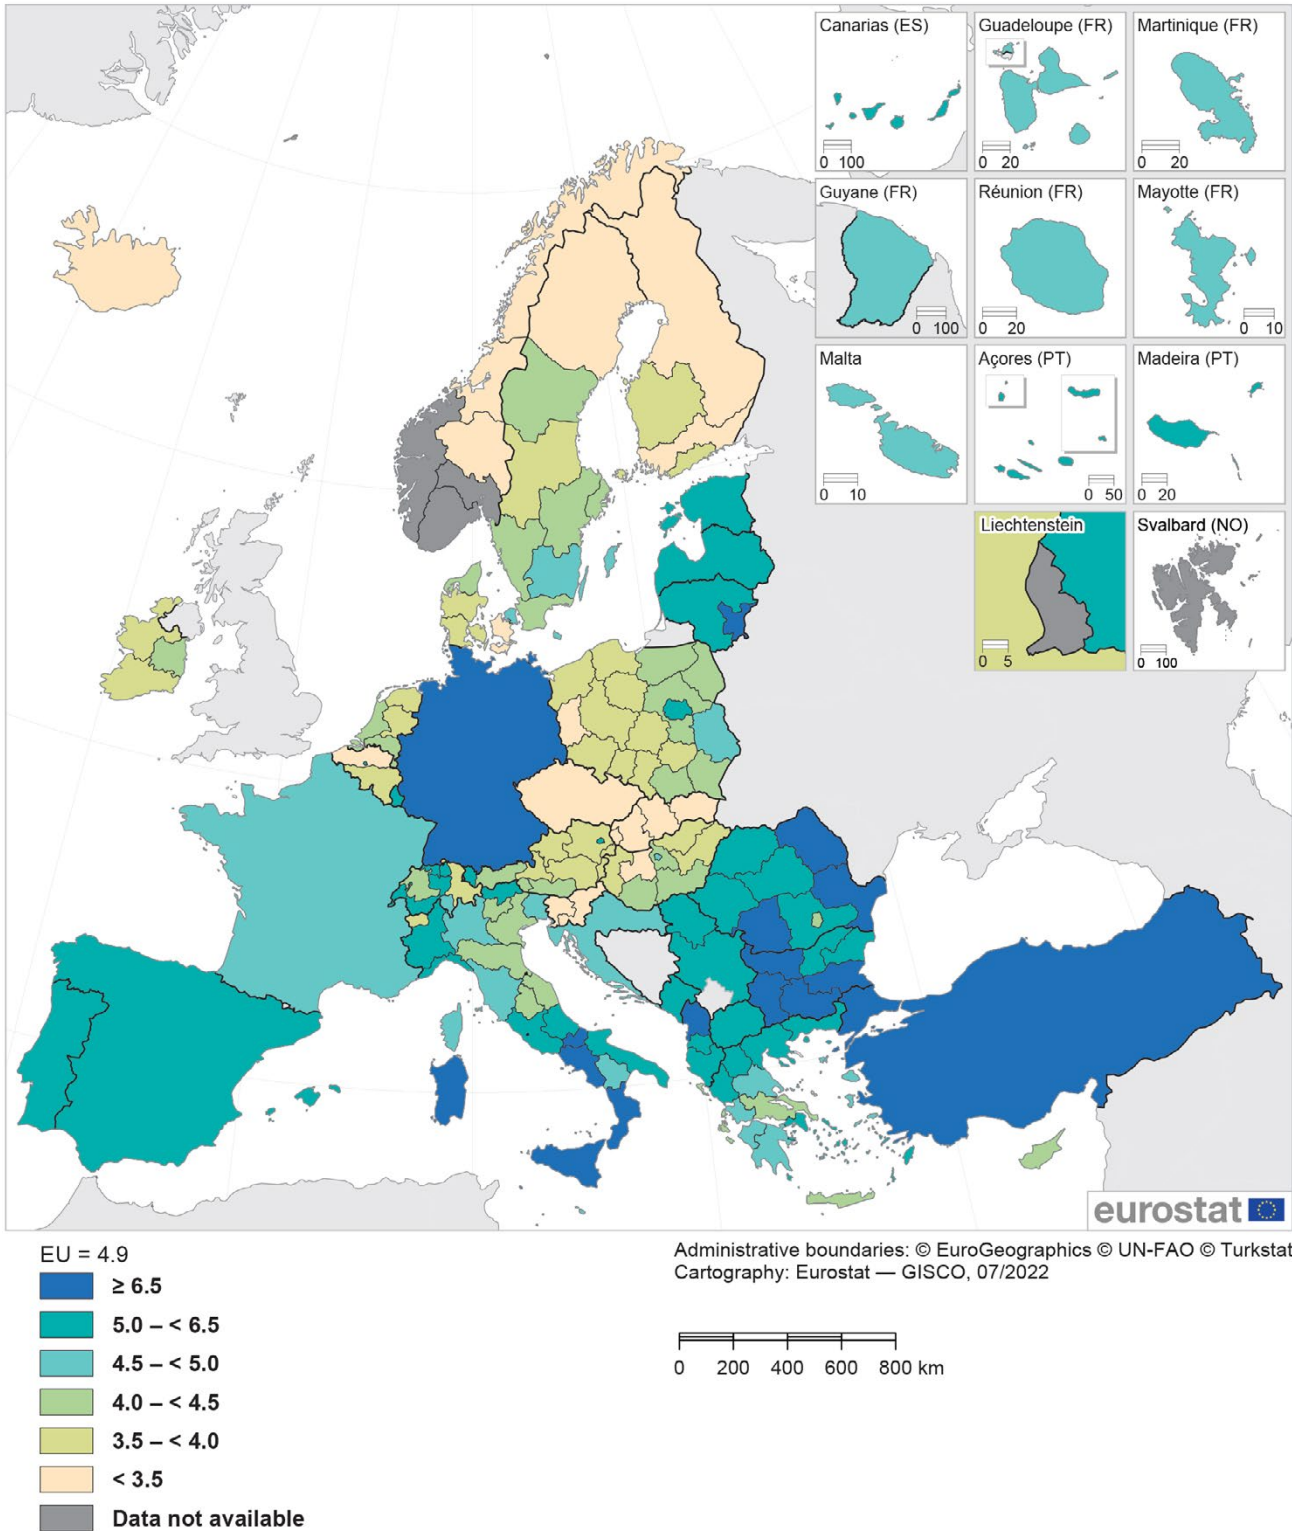 Canarias (ES)
0 100
Guadeloupe (FR)
0 20
Martinique (FR)
0 20
Guyane (FR)
0 100
Réunion (FR)
0 20
Mayotte (FR)
0 10
Malta
0 10
Açores (PT)
0 50
Madeira (PT)
0 20
Liechtenstein
0 5
Svalbard (NO)
0 100
eurostat
EU = 4.9
≥ 6.5
5.0 – < 6.5
4.5 – < 5.0
4.0 – < 4.5
3.5 – < 4.0
< 3.5
Data not available
Administrative boundaries: © EuroGeographics © UN-FAO © Turkstat
Cartography: Eurostat — GISCO, 07/2022
0 200 400 600 800 km